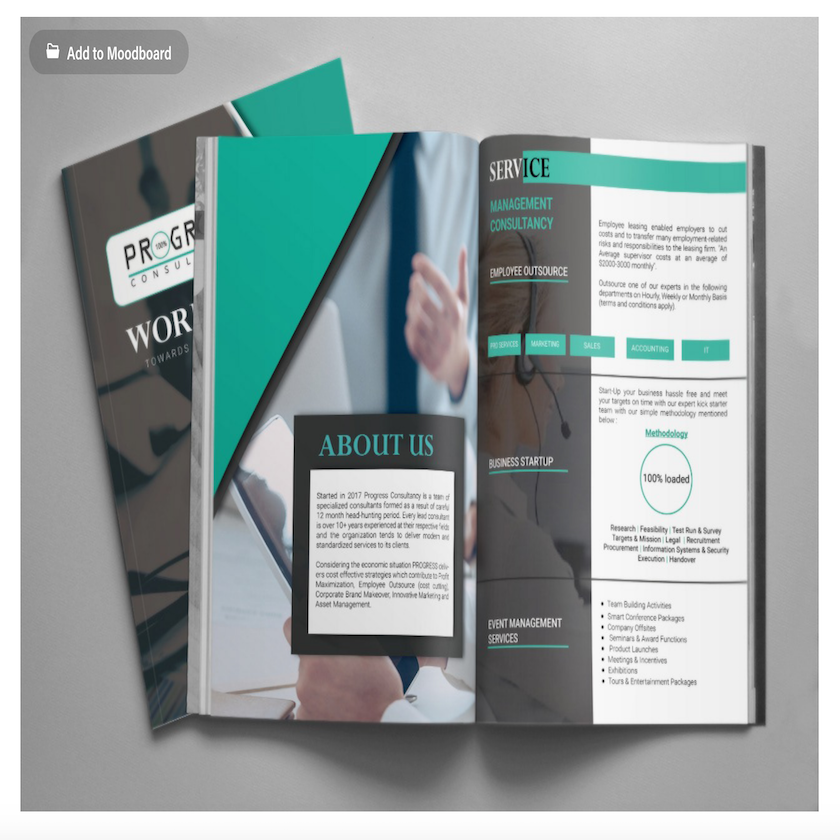 Add to Moodboard
PROGR
100%
CONSUL
WOR
TOWARDS
ABOUT US
Started in 2017 Progress Consultancy is a team of
specialized consultants formed as a result of careful
12 month head-hunting period. Every lead consultant
is over 10+ years experienced at their respective fields
and the organization tends to deliver modern and
standardized services to its clients.
Considering the economic situation PROGRESS deliv-
ers cost effective strategies which contribute to Profit
Maximization, Employee Outsource (cost cutting),
Corporate Brand Makeover, Innovative Marketing and
Asset Management.
SERVICE
MANAGEMENT
CONSULTANCY
EMPLOYEE OUTSOURCE
Employee leasing enabled employers to cut
costs and to transfer many employment-related
risks and responsibilities to the leasing firm. "An
Average supervisor costs at an average of
$2000-3000 monthly".
Outsource one of our experts in the following
departments on Hourly, Weekly or Monthly Basis
(terms and conditions apply).
PRO SERVICES MARKETING SALES ACCOUNTING IT
BUSINESS STARTUP
Start-Up your business hassle free and meet
your targets on time with our expert kick starter
team with our simple methodology mentioned
below :
Methodology
100% loaded
Research | Feasibility | Test Run & Survey
Targets & Mission | Legal | Recruitment
Procurement | Information Systems & Security
Execution | Handover
EVENT MANAGEMENT
SERVICES
• Team Building Activities
• Smart Conference Packages
• Company Offsites
• Seminars & Award Functions
• Product Launches
• Meetings & Incentives
• Exhibitions
• Tours & Entertainment Packages